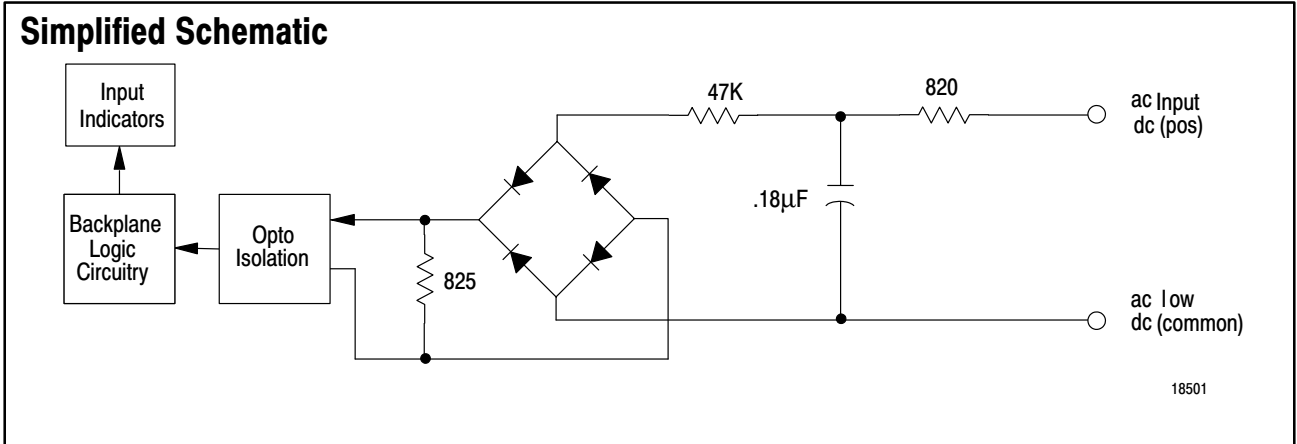 Simplified Schematic
Input
Indicators
Backplane
Logic
Circuitry
Opto
Isolation
825
47K
820
.18µF
ac Input
dc (pos)
ac low
dc (common)
18501